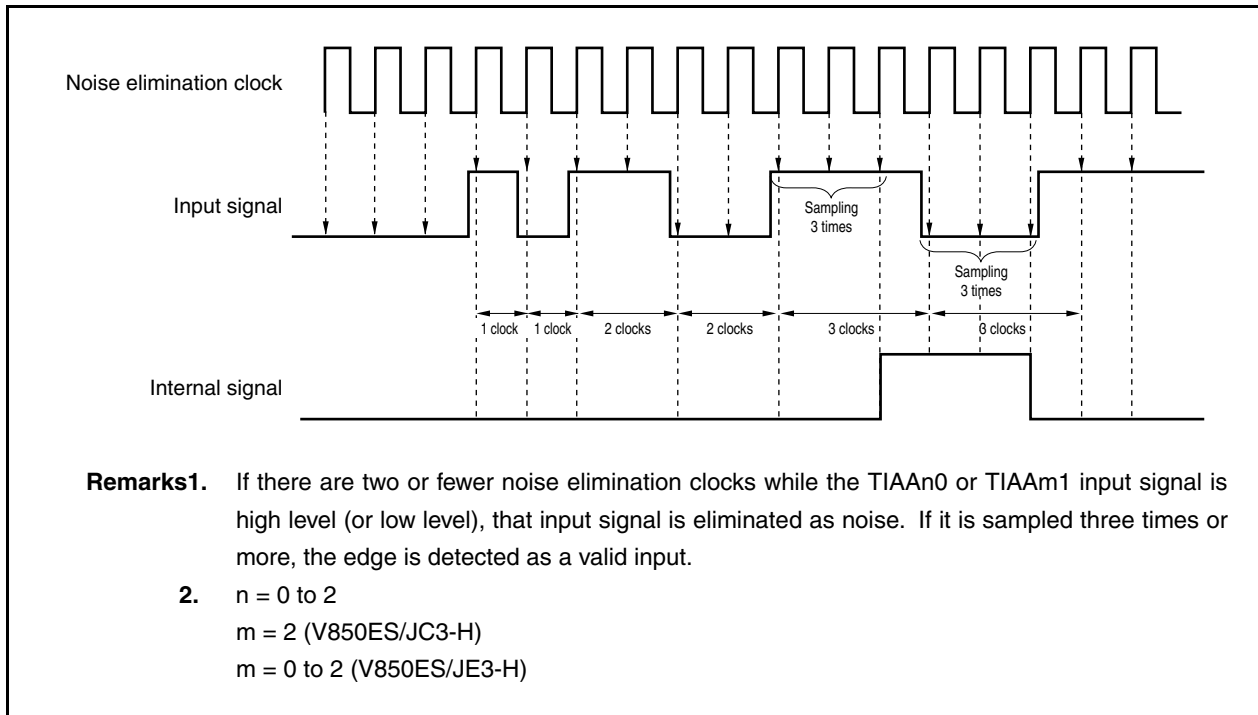 Noise elimination clock
Input signal
Sampling
3 times
Sampling
3 times
1 clock 1 clock 2 clocks 2 clocks 3 clocks 3 clocks
Internal signal
Remarks1. If there are two or fewer noise elimination clocks while the TIAAn0 or TIAAm1 input signal is
high level (or low level), that input signal is eliminated as noise. If it is sampled three times or
more, the edge is detected as a valid input.
2. n = 0 to 2
m = 2 (V850ES/JC3-H)
m = 0 to 2 (V850ES/JE3-H)